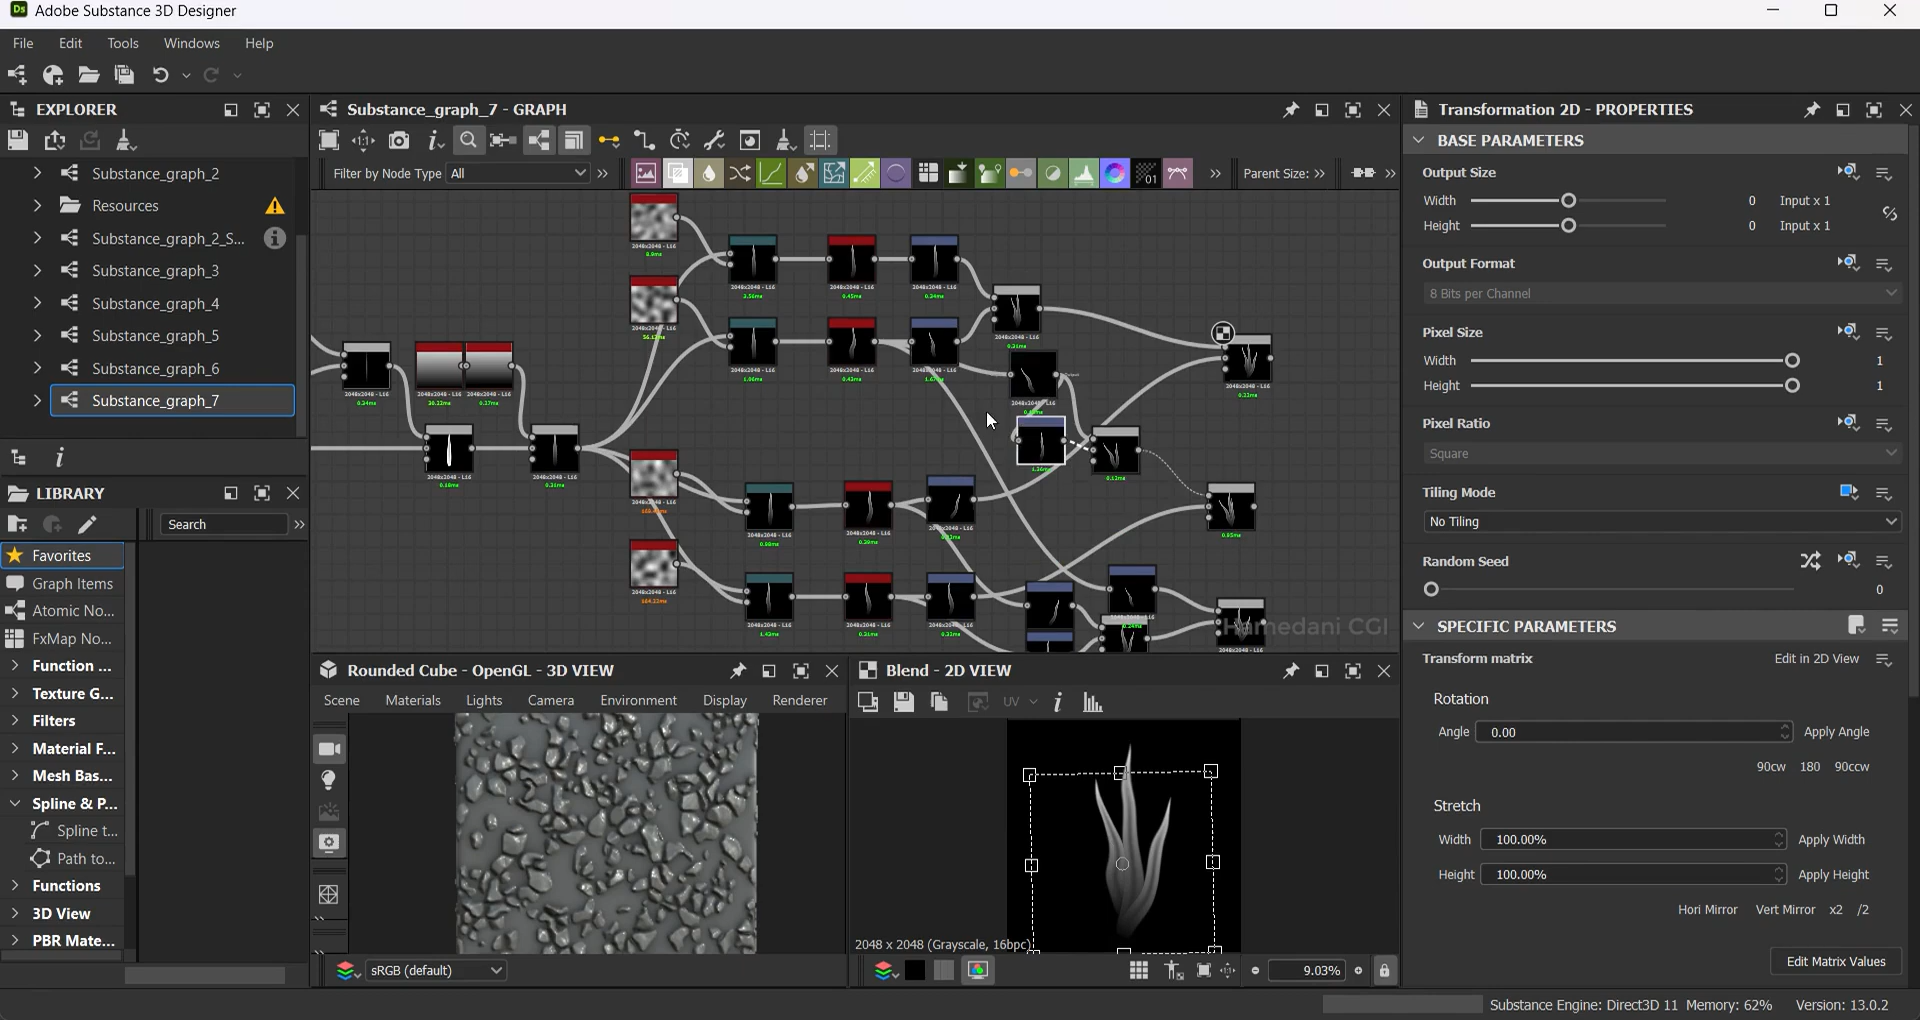 Ds Adobe Substance 3D Designer
File Edit Tools Windows Help
EXPLORER
Substance_graph_2
Resources
Substance_graph_2_S...
Substance_graph_3
Substance_graph_4
Substance_graph_5
Substance_graph_6
Substance_graph_7
LIBRARY
Search
Favorites
Graph Items
Atomic No...
FxMap No...
Function ...
Texture G...
Filters
Material F...
Mesh Bas...
Spline & P...
Spline t...
Path to...
Functions
3D View
PBR Mate...
Substance_graph_7 - GRAPH
Filter by Node Type All
01
Parent Size:
Hamedani CGI
Rounded Cube - OpenGL - 3D VIEW
Scene Materials Lights Camera Environment Display Renderer
sRGB (default)
Blend - 2D VIEW
UV
2048 x 2048 (Grayscale, 16bpc)
9.03%
Transformation 2D - PROPERTIES
BASE PARAMETERS
Output Size
Width 0 Input x 1
Height 0 Input x 1
Output Format
8 Bits per Channel
Pixel Size
Width 1
Height 1
Pixel Ratio
Square
Tiling Mode
No Tiling
Random Seed
0
SPECIFIC PARAMETERS
Transform matrix Edit in 2D View
Rotation
Angle 0.00 Apply Angle
90cw 180 90ccw
Stretch
Width 100.00% Apply Width
Height 100.00% Apply Height
Hori Mirror Vert Mirror x2 /2
Edit Matrix Values
Substance Engine: Direct3D 11 Memory: 62% Version: 13.0.2